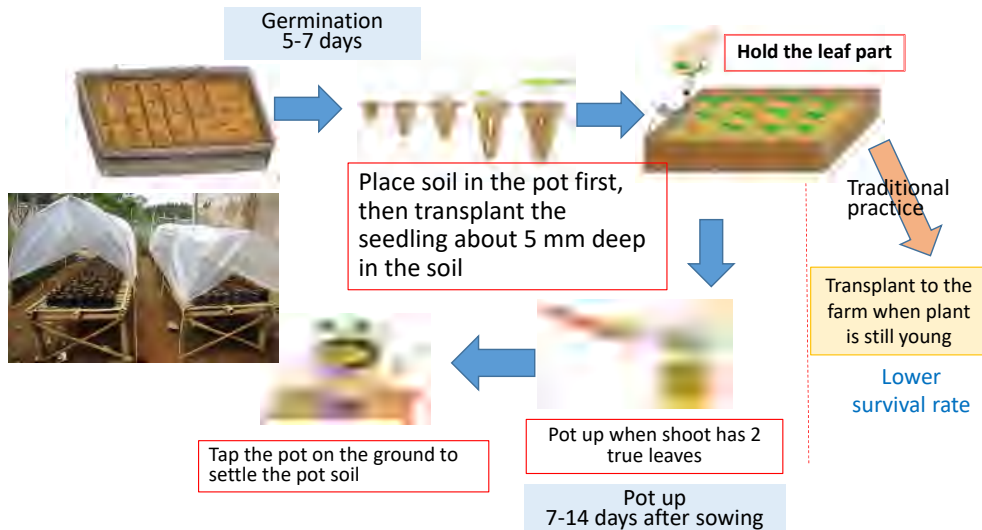 Germination
5-7 days
Hold the leaf part
Place soil in the pot first,
then transplant the
seedling about 5 mm deep
in the soil
Traditional
practice
Transplant to the
farm when plant
is still young
Lower
survival rate
Pot up when shoot has 2
true leaves
Tap the pot on the ground to
settle the pot soil
Pot up
7-14 days after sowing